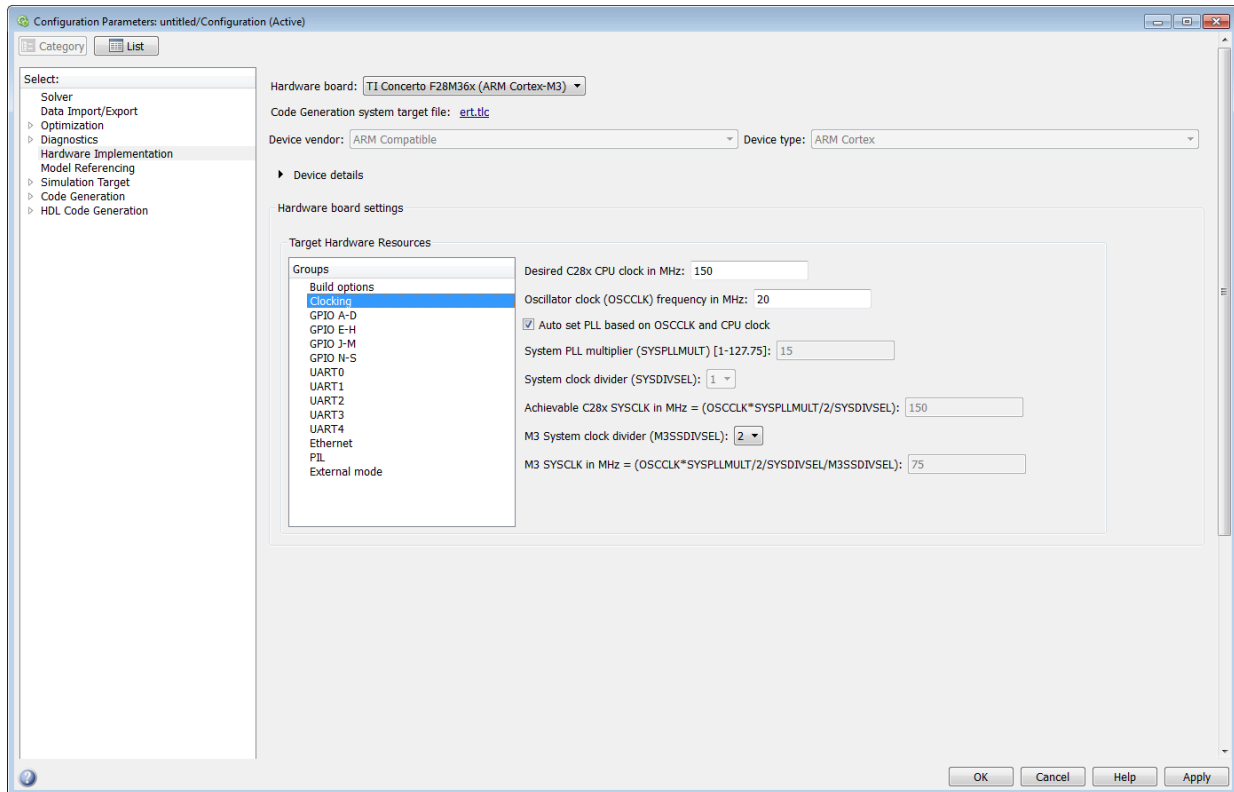 Configuration Parameters: untitled/Configuration (Active)
Category
List
Select:
Solver
Data Import/Export
Optimization
Diagnostics
Hardware Implementation
Model Referencing
Simulation Target
Code Generation
HDL Code Generation
Hardware board: TI Concerto F28M36x (ARM Cortex-M3)
Code Generation system target file: ert.tlc
Device vendor: ARM Compatible Device type: ARM Cortex
Device details
Hardware board settings
Target Hardware Resources
Groups
Build options
Clocking
GPIO A-D
GPIO E-H
GPIO J-M
GPIO N-S
UART0
UART1
UART2
UART3
UART4
Ethernet
PIL
External mode
Desired C28x CPU clock in MHz: 150
Oscillator clock (OSCCLK) frequency in MHz: 20
Auto set PLL based on OSCCLK and CPU clock
System PLL multiplier (SYSPLLMULT) [1-127.75]: 15
System clock divider (SYSDIVSEL): 1
Achievable C28x SYSCLK in MHz = (OSCCLK*SYSPLLMULT/2/SYSDIVSEL): 150
M3 System clock divider (M3SSDIVSEL): 2
M3 SYSCLK in MHz = (OSCCLK*SYSPLLMULT/2/SYSDIVSEL/M3SSDIVSEL): 75
OK Cancel Help Apply